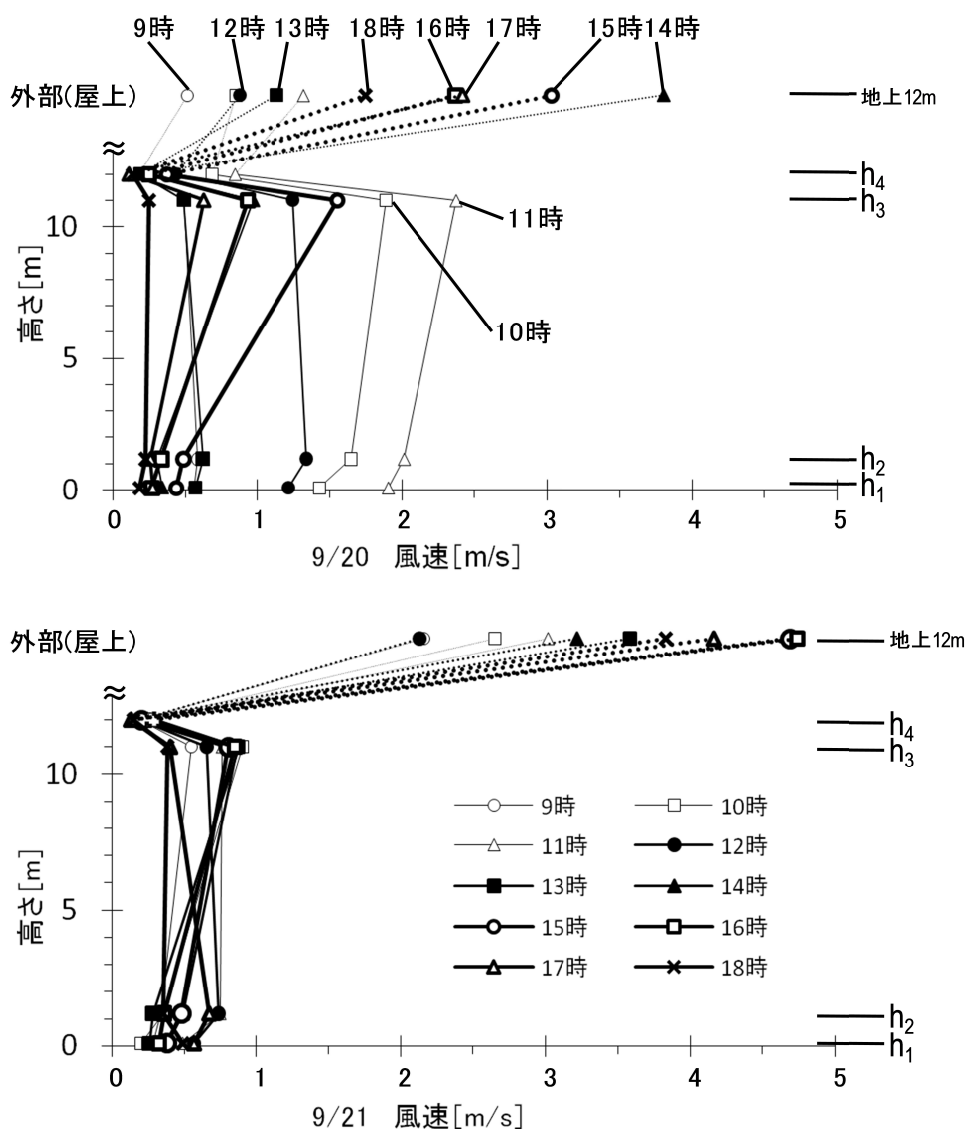 9時 12時 13時 18時 16時 17時 15時 14時
外部(屋上)
地上12m
≈
h4
h3
10
11時
10時
高さ[m]
5
h2
0
h1
0 1 2 3 4 5
9/20 風速[m/s]
外部(屋上)
地上12m
≈
h4
h3
10
9時 10時
11時 12時
高さ[m]
5
13時 14時
15時 16時
17時 18時
h2
0
h1
0 1 2 3 4 5
9/21 風速[m/s]